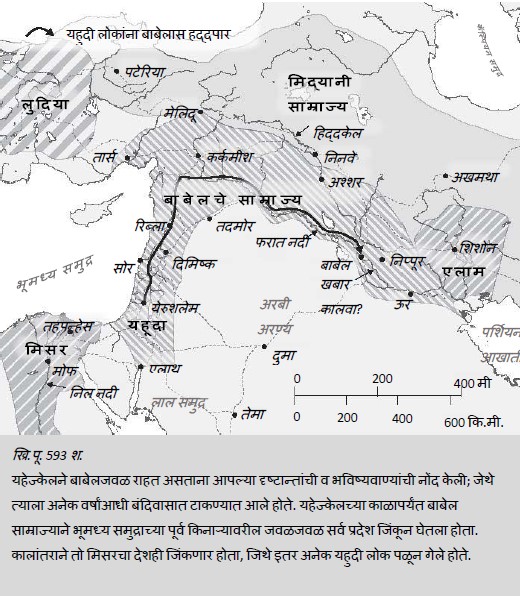 यहुदी लोकांना बाबेलास हद्दपार
कॅस्पियन समुद्र
पटेरिया
मिद्यानी
साम्राज्य
लुदिया
मेलिदू
हिद्दकेल
तार्स
कर्कमीश
निनवे
अश्शर
अखमथा
बाबेलचे साम्राज्य
रिब्ला
तदमोर
फरात नदी
भूमध्य समुद्र
सोर
दिमिष्क
बाबेल
निप्पूर
शिशोन
एलाम
खबार
कालवा?
ऊर
येरुशलेम
अरबी
अरण्य
तहपन्हेस
यहूदा
पर्शियन
आखाती
मिसर
मोफ
एलाथ
दुमा
निल नदी
लाल समुद्र
तेमा
0 200 400 मी
0 200 400 600 कि.मी.
ख्रि.पू. 593 श.
यहेज्केलने बाबेलजवळ राहत असताना आपल्या दृष्टान्तांची व भविष्यवाण्यांची नोंद केली; जेथे
त्याला अनेक वर्षांआधी बंदिवासात टाकण्यात आले होते. यहेज्केलच्या काळापर्यंत बाबेल
साम्राज्याने भूमध्य समुद्राच्या पूर्व किनाऱ्यावरील जवळजवळ सर्व प्रदेश जिंकून घेतला होता.
कालांतराने तो मिसरचा देशही जिंकणार होता, जिथे इतर अनेक यहुदी लोक पळून गेले होते.